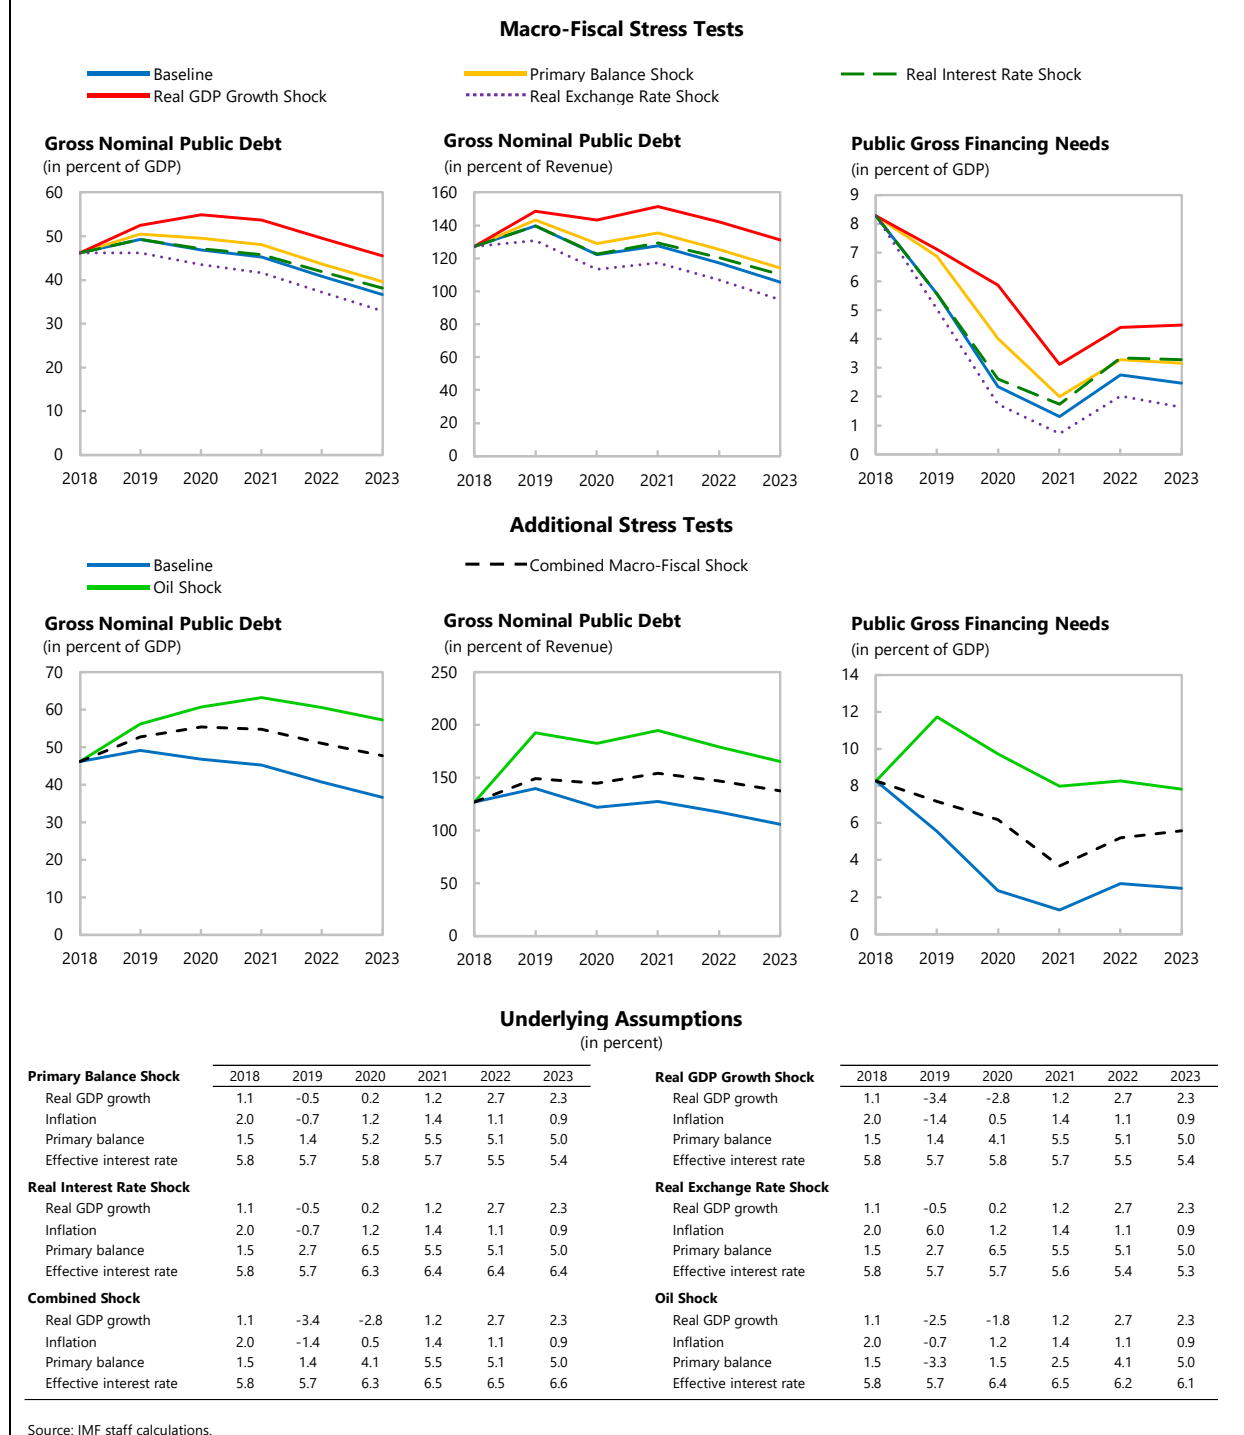 Macro-Fiscal Stress Tests
Baseline
Primary Balance Shock
Real Interest Rate Shock
Real GDP Growth Shock
Real Exchange Rate Shock
Gross Nominal Public Debt
(in percent of GDP)
60
50
40
30
20
10
0
2018 2019 2020 2021 2022 2023
Gross Nominal Public Debt
(in percent of Revenue)
160
140
120
100
80
60
40
20
0
2018 2019 2020 2021 2022 2023
Public Gross Financing Needs
(in percent of GDP)
9
8
7
6
5
4
3
2
1
0
2018 2019 2020 2021 2022 2023
Additional Stress Tests
Baseline
Combined Macro-Fiscal Shock
Oil Shock
Gross Nominal Public Debt
(in percent of GDP)
70
60
50
40
30
20
10
0
2018 2019 2020 2021 2022 2023
Gross Nominal Public Debt
(in percent of Revenue)
250
200
150
100
50
0
2018 2019 2020 2021 2022 2023
Public Gross Financing Needs
(in percent of GDP)
14
12
10
8
6
4
2
0
2018 2019 2020 2021 2022 2023
Underlying Assumptions
(in percent)
Primary Balance Shock 2018 2019 2020 2021 2022 2023
Real GDP growth 1.1 -0.5 0.2 1.2 2.7 2.3
Inflation 2.0 -0.7 1.2 1.4 1.1 0.9
Primary balance 1.5 1.4 5.2 5.5 5.1 5.0
Effective interest rate 5.8 5.7 5.8 5.7 5.5 5.4
Real Interest Rate Shock
Real GDP growth 1.1 -0.5 0.2 1.2 2.7 2.3
Inflation 2.0 -0.7 1.2 1.4 1.1 0.9
Primary balance 1.5 2.7 6.5 5.5 5.1 5.0
Effective interest rate 5.8 5.7 6.3 6.4 6.4 6.4
Combined Shock
Real GDP growth 1.1 -3.4 -2.8 1.2 2.7 2.3
Inflation 2.0 -1.4 0.5 1.4 1.1 0.9
Primary balance 1.5 1.4 4.1 5.5 5.1 5.0
Effective interest rate 5.8 5.7 6.3 6.5 6.5 6.6
Real GDP Growth Shock 2018 2019 2020 2021 2022 2023
Real GDP growth 1.1 -3.4 -2.8 1.2 2.7 2.3
Inflation 2.0 -1.4 0.5 1.4 1.1 0.9
Primary balance 1.5 1.4 4.1 5.5 5.1 5.0
Effective interest rate 5.8 5.7 5.8 5.7 5.5 5.4
Real Exchange Rate Shock
Real GDP growth 1.1 -0.5 0.2 1.2 2.7 2.3
Inflation 2.0 6.0 1.2 1.4 1.1 0.9
Primary balance 1.5 2.7 6.5 5.5 5.1 5.0
Effective interest rate 5.8 5.7 5.7 5.6 5.4 5.3
Oil Shock
Real GDP growth 1.1 -2.5 -1.8 1.2 2.7 2.3
Inflation 2.0 -0.7 1.2 1.4 1.1 0.9
Primary balance 1.5 -3.3 1.5 2.5 4.1 5.0
Effective interest rate 5.8 5.7 6.4 6.5 6.2 6.1
Source: IMF staff calculations.